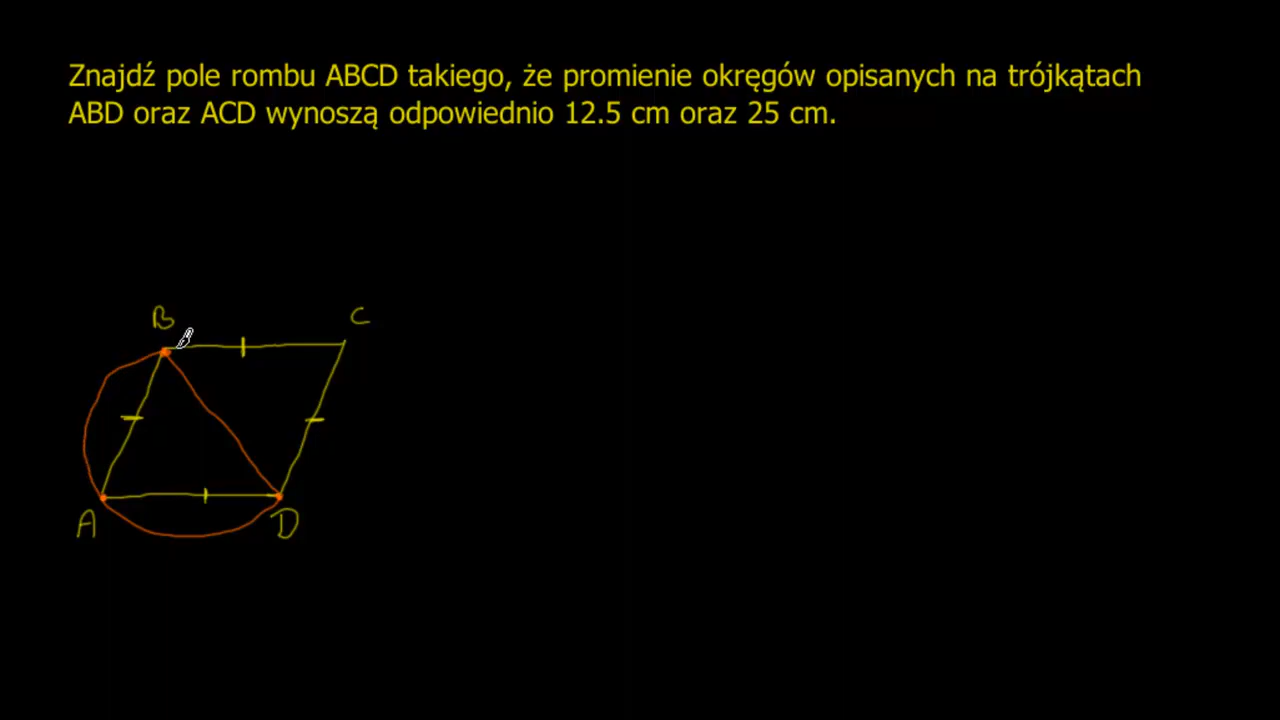 Znajdź pole rombu ABCD takiego, że promienie okręgów opisanych na trójkątach
ABD oraz ACD wynoszą odpowiednio 12.5 cm oraz 25 cm.
B C
A D